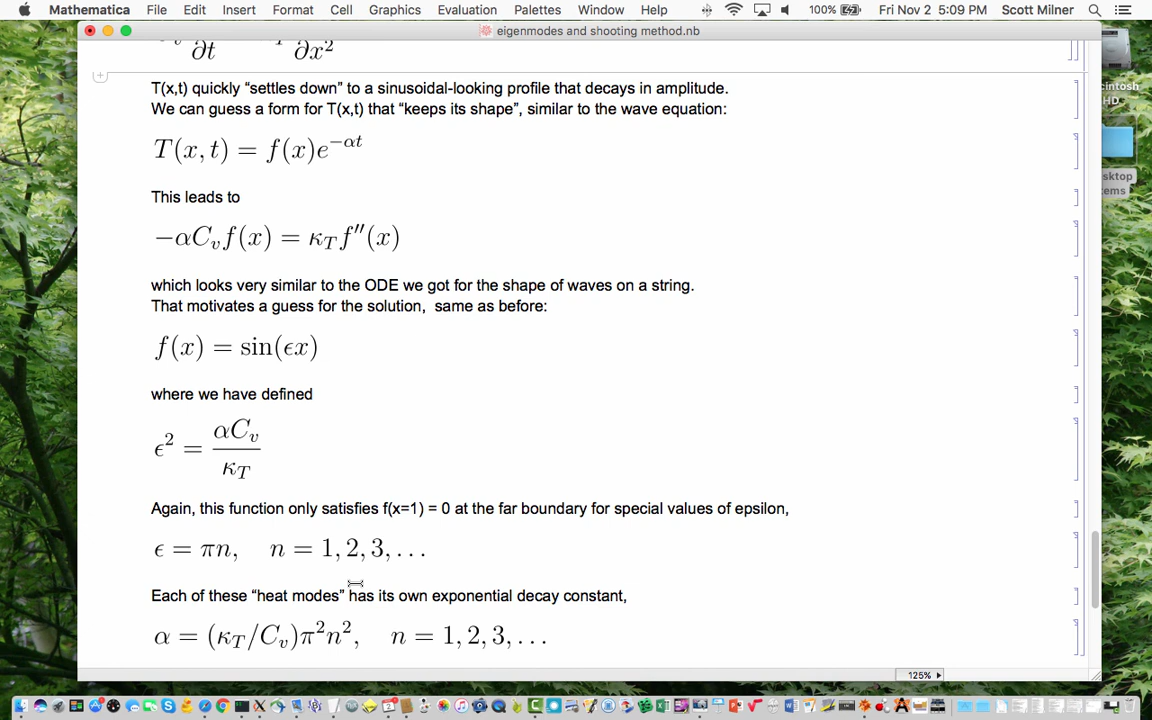 Mathematica File Edit Insert Format Cell Graphics Evaluation Palettes Window Help 100% Fri Nov 2 5:09 PM Scott Milner
eigenmodes and shooting method.nb
∂t ∂x²
T(x,t) quickly “settles down” to a sinusoidal-looking profile that decays in amplitude.
We can guess a form for T(x,t) that “keeps its shape”, similar to the wave equation:
T(x, t) = f(x)e^{−αt}
This leads to
−αC_v f(x) = κ_T f″(x)
which looks very similar to the ODE we got for the shape of waves on a string.
That motivates a guess for the solution, same as before:
f(x) = sin(ϵx)
where we have defined
ϵ² = αC_v / κ_T
Again, this function only satisfies f(x=1) = 0 at the far boundary for special values of epsilon,
ϵ = πn, n = 1, 2, 3, . . .
Each of these “heat modes” has its own exponential decay constant,
α = (κ_T/C_v)π²n², n = 1, 2, 3, . . .
125%
cintosh
HD
sktop
ems